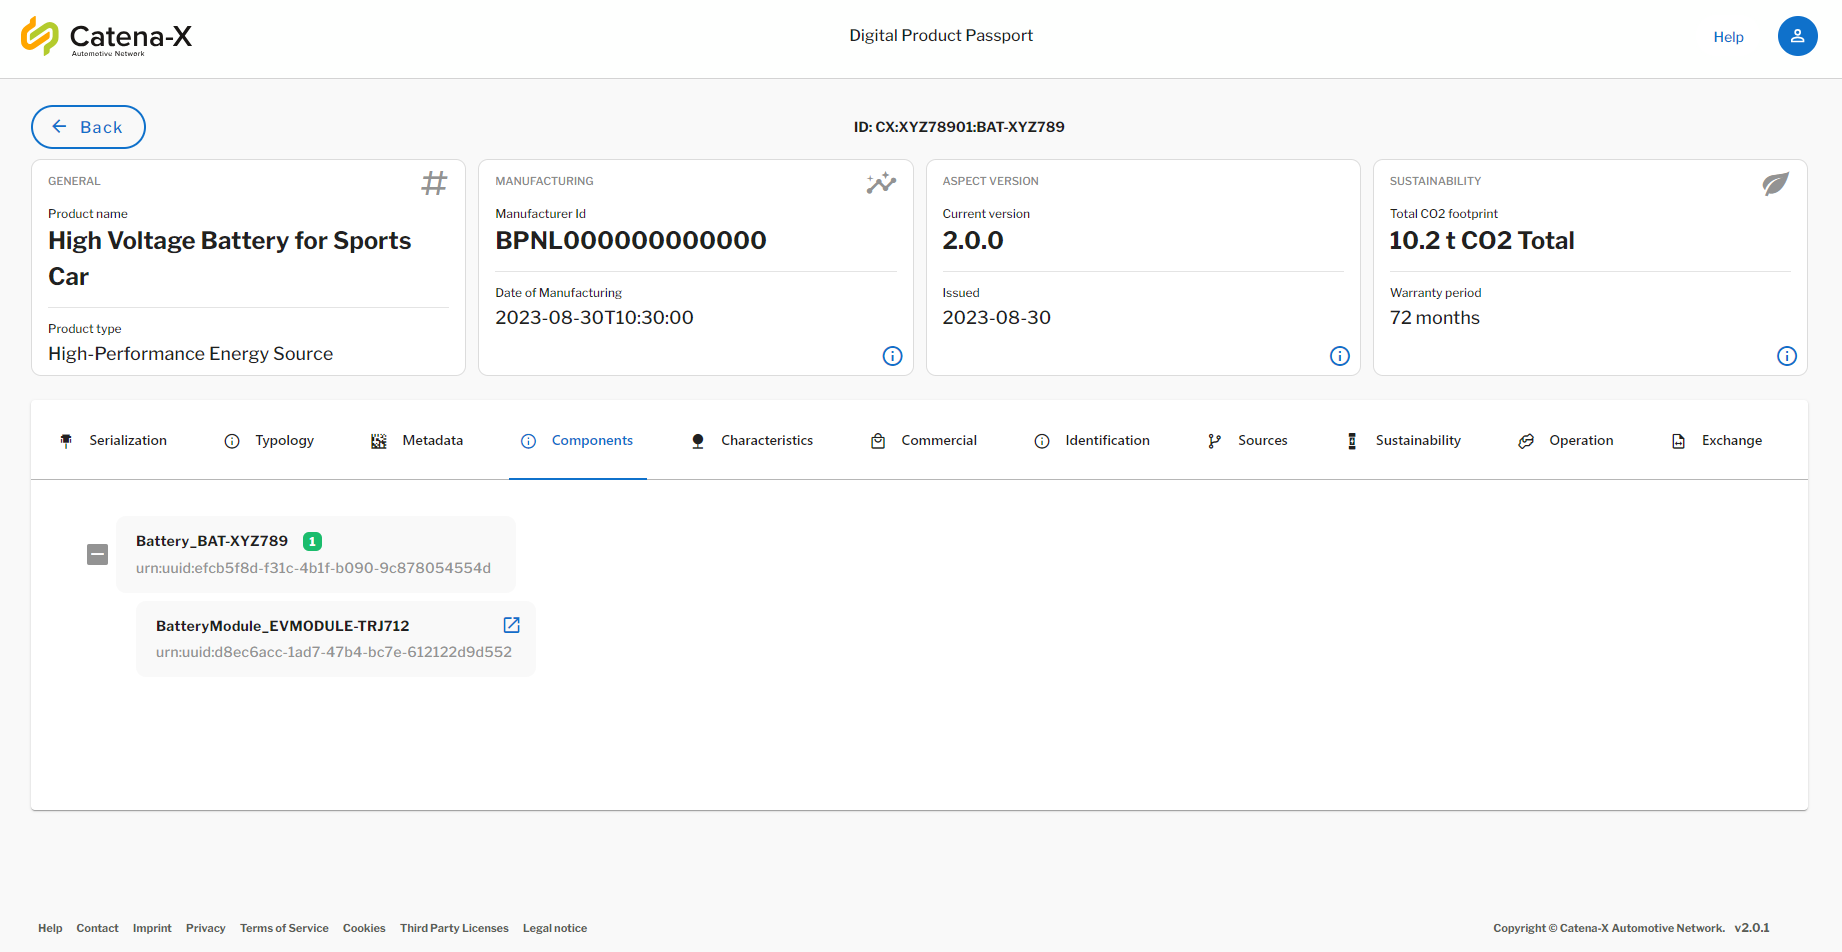 Catena-X
Automotive Network
Digital Product Passport
Help
Back
ID: CX:XYZ78901:BAT-XYZ789
GENERAL
Product name
High Voltage Battery for Sports
Car
Product type
High-Performance Energy Source
MANUFACTURING
Manufacturer Id
BPNL000000000000
Date of Manufacturing
2023-08-30T10:30:00
ASPECT VERSION
Current version
2.0.0
Issued
2023-08-30
SUSTAINABILITY
Total CO2 footprint
10.2 t CO2 Total
Warranty period
72 months
Serialization Typology Metadata Components Characteristics Commercial Identification Sources Sustainability Operation Exchange
Battery_BAT-XYZ789 1
urn:uuid:efcb5f8d-f31c-4b1f-b090-9c878054554d
BatteryModule_EVMODULE-TRJ712
urn:uuid:d8ec6acc-1ad7-47b4-bc7e-612122d9d552
Help Contact Imprint Privacy Terms of Service Cookies Third Party Licenses Legal notice
Copyright © Catena-X Automotive Network. v2.0.1